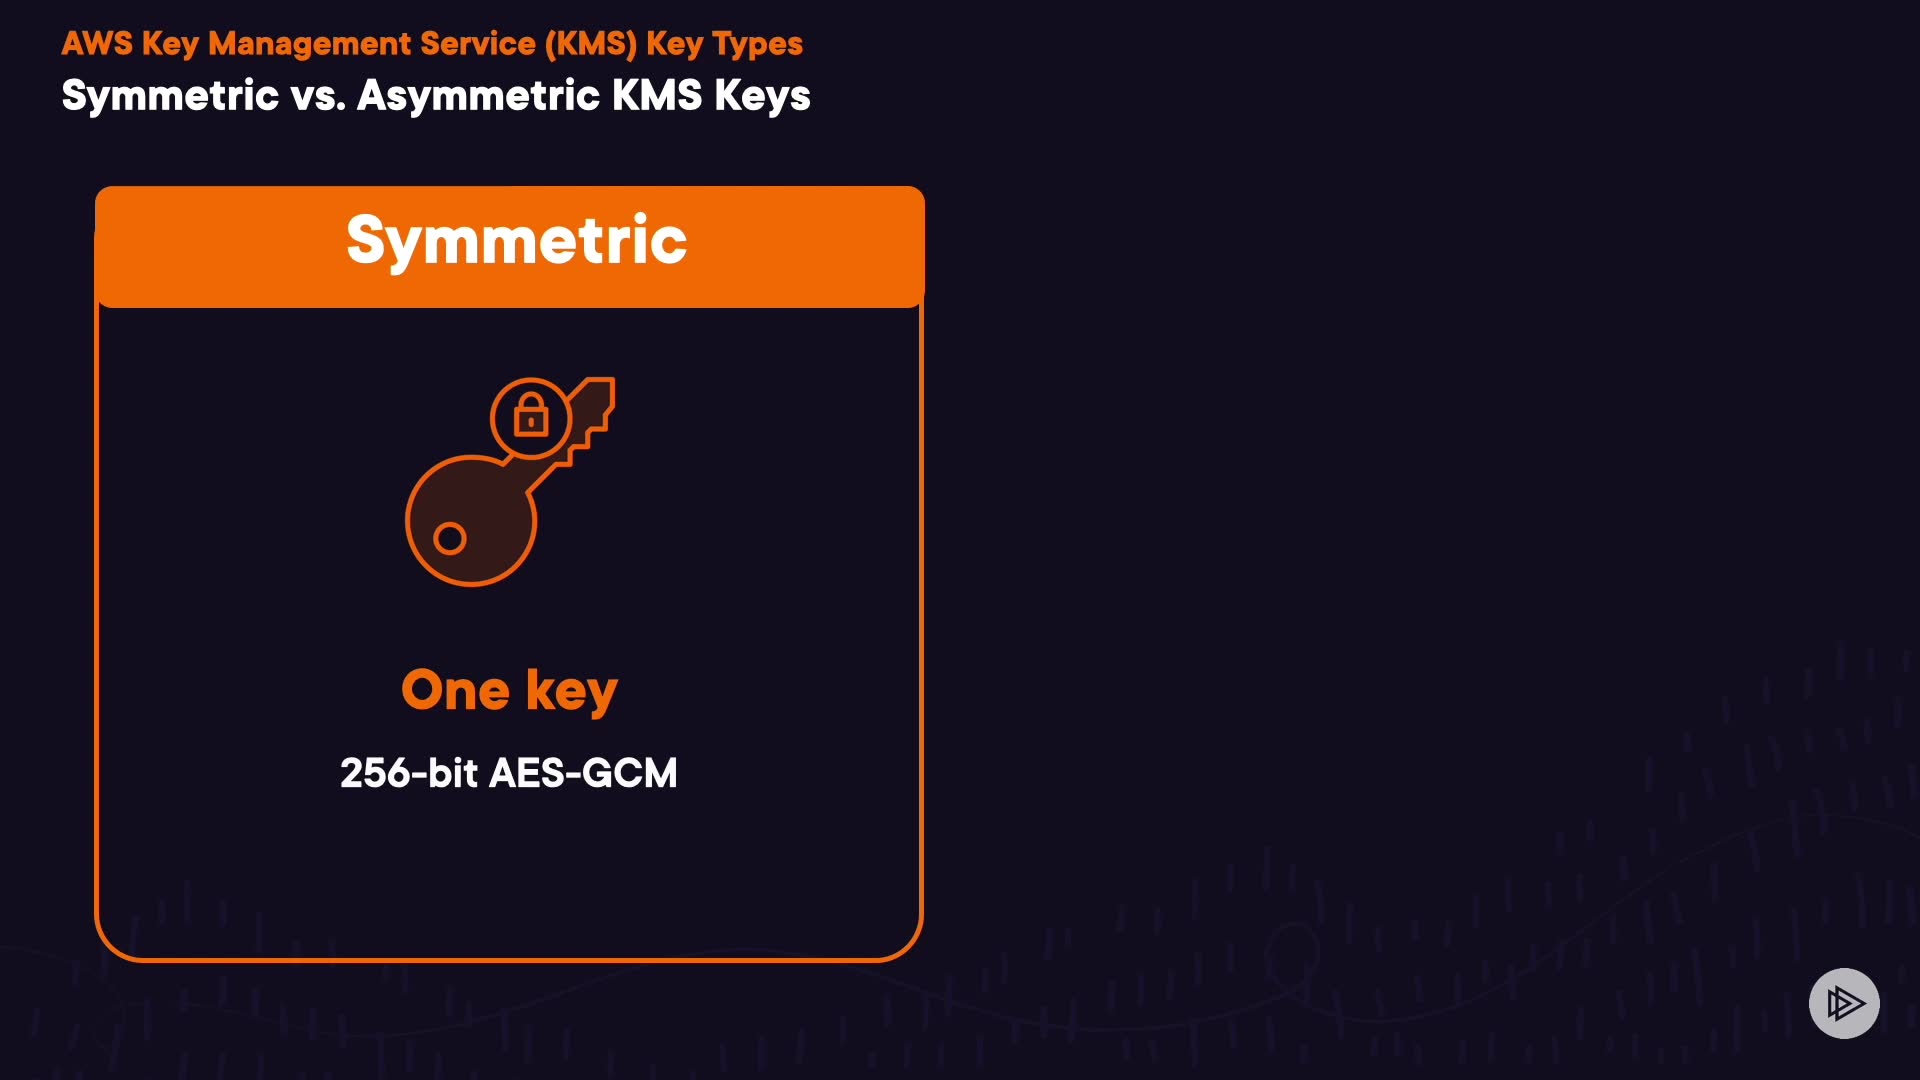 AWS Key Management Service (KMS) Key Types
Symmetric vs. Asymmetric KMS Keys
Symmetric
One key
256-bit AES-GCM